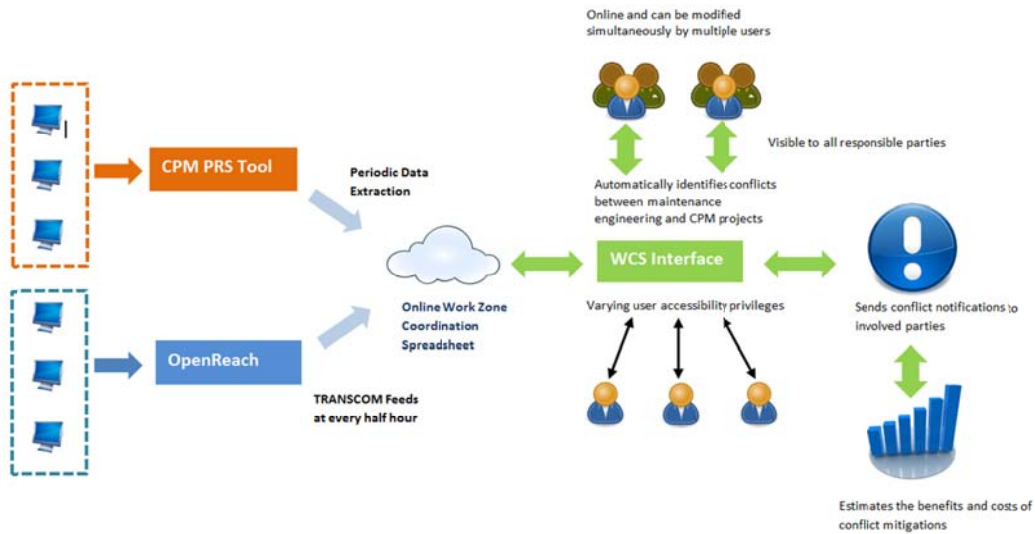 Online and can be modified
simultaneously by multiple users
Visible to all responsible parties
CPM PRS Tool
Periodic Data
Extraction
Automatically identifies conflicts
between maintenance
engineering and CPM projects
WCS Interface
Online Work Zone
Coordination
Spreadsheet
Varying user accessibility privileges
Sends conflict notifications to
involved parties
OpenReach
TRANSCOM Feeds
at every half hour
Estimates the benefits and costs of
conflict mitigations